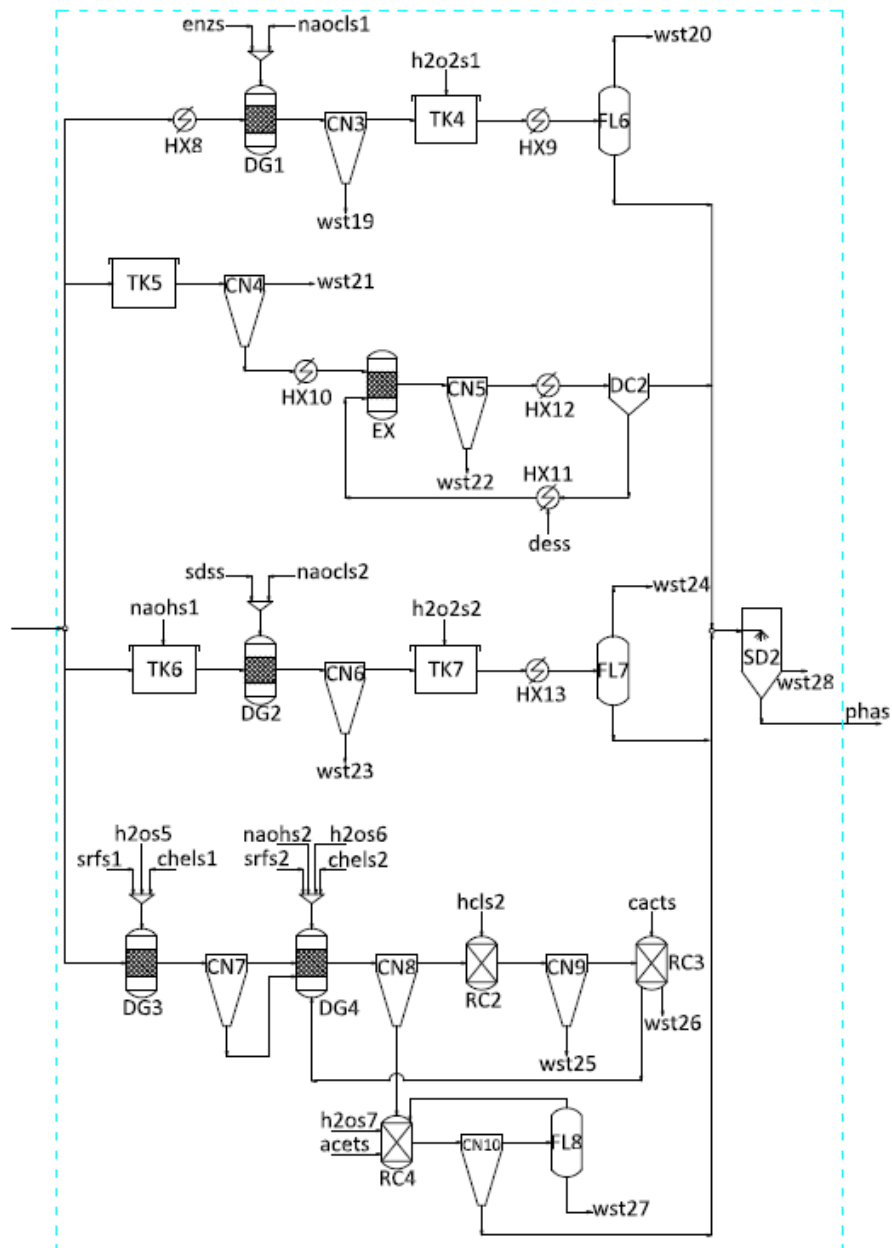 enzs naocls1
wst20
h2o2s1
CN3
TK4
FL6
HX8
DG1
HX9
wst19
TK5
CN4
wst21
HX10
EX
CN5
HX12
DC2
wst22
HX11
dess
sdss naocls2
wst24
naohs1
h2o2s2
TK6
DG2
CN6
TK7
HX13
FL7
SD2
wst28
wst23
phas
h2os5
srfs1 chels1
naohs2 h2os6
srfs2 chels2
hcls2
cacts
DG3
CN7
DG4
CN8
RC2
CN9
RC3
wst26
wst25
h2os7
acets
RC4
CN10
FL8
wst27